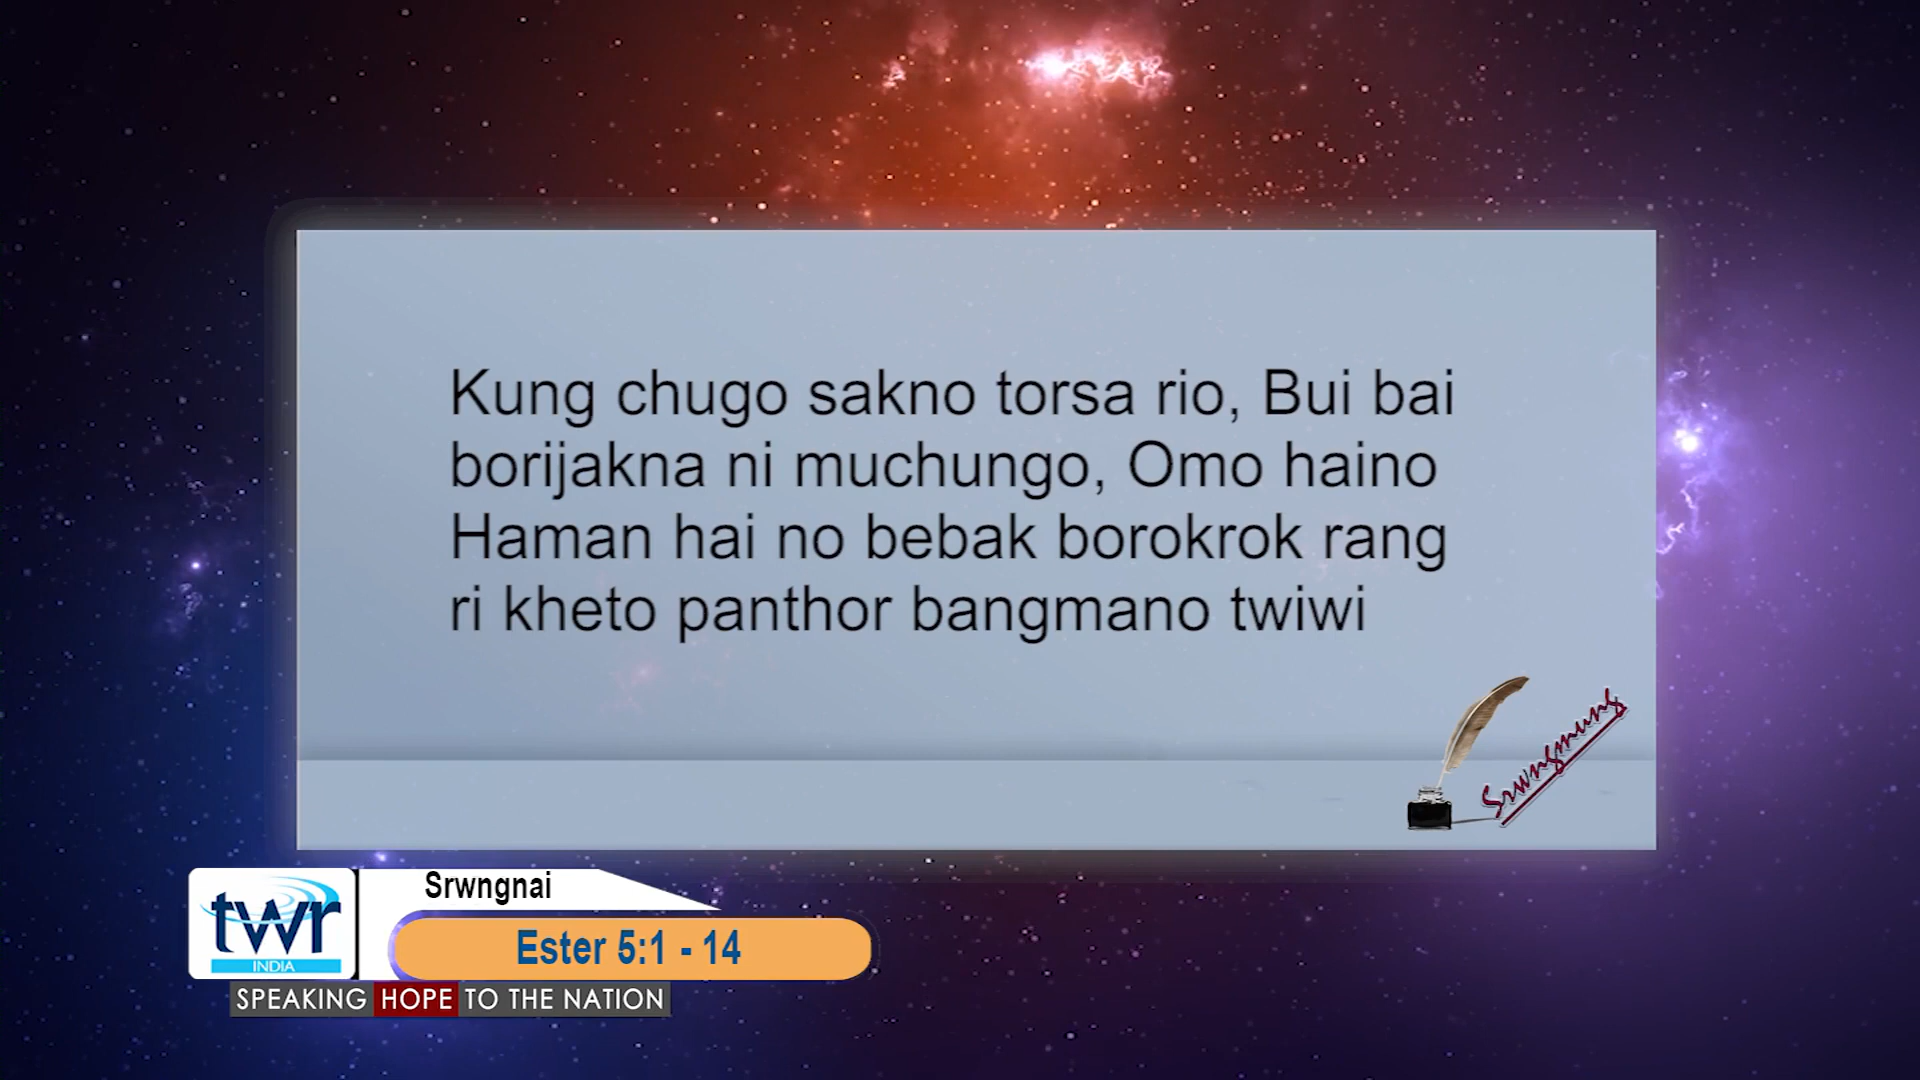 Kung chugo sakno torsa rio, Bui bai
borijakna ni muchungo, Omo haino
Haman hai no bebak borokrok rang
ri kheto panthor bangmano twiwi
Srwngmung
Srwngnai
twr
INDIA
Ester 5:1 - 14
SPEAKING HOPE TO THE NATION